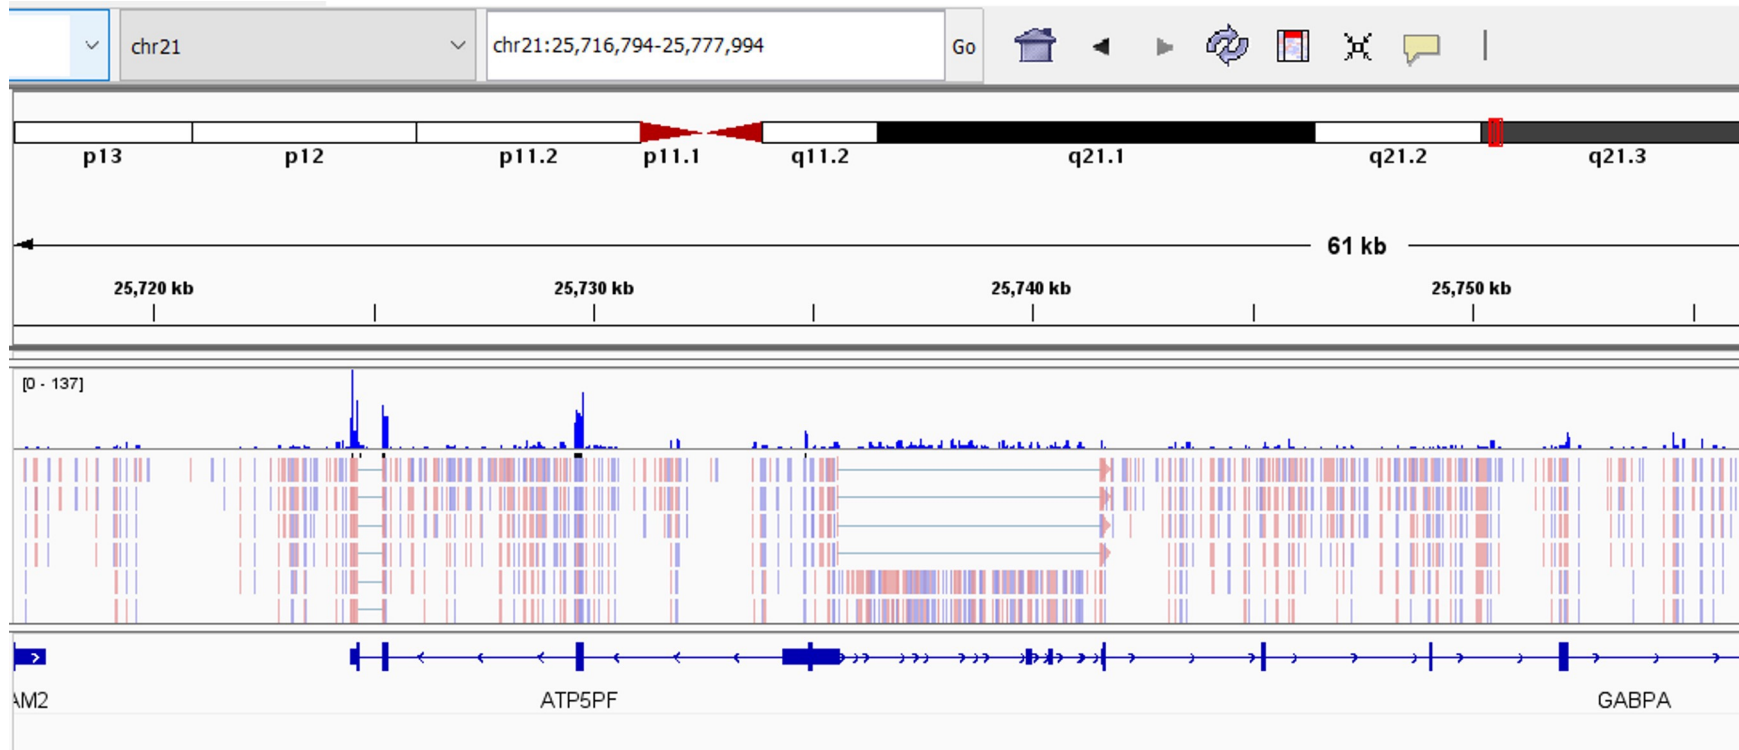 chr21 chr21:25,716,794-25,777,994 Go
p13 p12 p11.2 p11.1 q11.2 q21.1 q21.2 q21.3
61 kb
25,720 kb 25,730 kb 25,740 kb 25,750 kb
[0 - 137]
AM2 ATP5PF GABPA